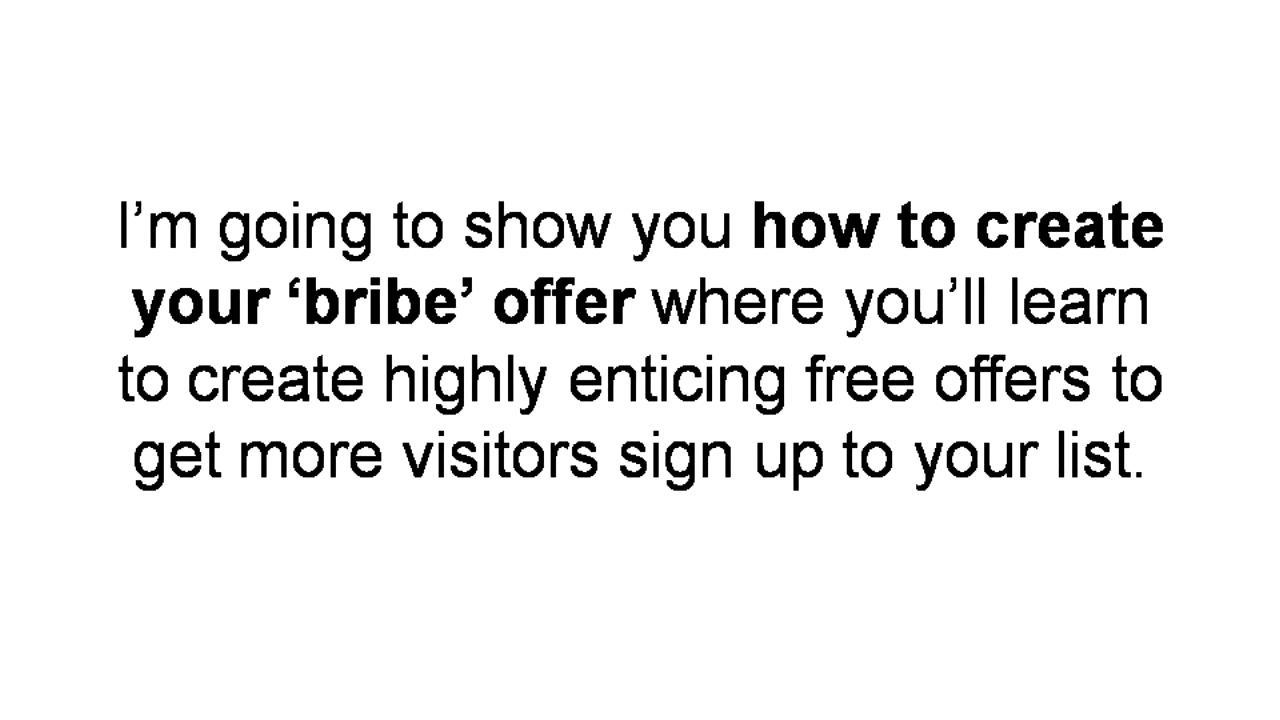 I’m going to show you how to create
your ‘bribe’ offer where you’ll learn
to create highly enticing free offers to
get more visitors sign up to your list.